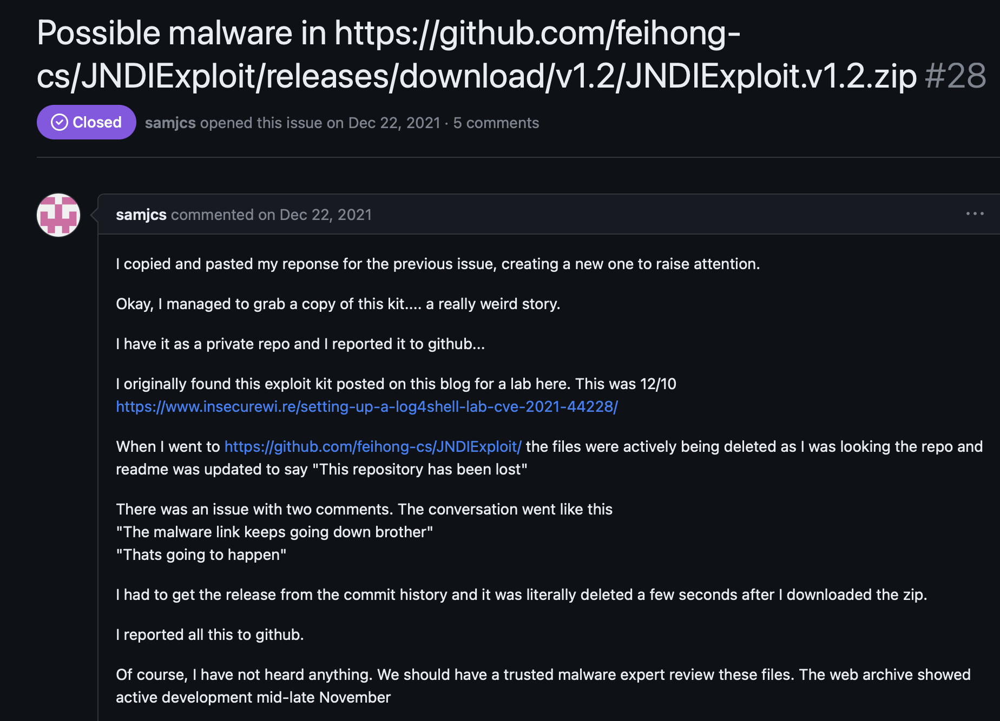 Possible malware in https://github.com/feihong-
cs/JNDIExploit/releases/download/v1.2/JNDIExploit.v1.2.zip #28
Closed samjcs opened this issue on Dec 22, 2021 · 5 comments
samjcs commented on Dec 22, 2021
I copied and pasted my reponse for the previous issue, creating a new one to raise attention.
Okay, I managed to grab a copy of this kit.... a really weird story.
I have it as a private repo and I reported it to github...
I originally found this exploit kit posted on this blog for a lab here. This was 12/10
https://www.insecurewi.re/setting-up-a-log4shell-lab-cve-2021-44228/
When I went to https://github.com/feihong-cs/JNDIExploit/ the files were actively being deleted as I was looking the repo and
readme was updated to say "This repository has been lost"
There was an issue with two comments. The conversation went like this
"The malware link keeps going down brother"
"Thats going to happen"
I had to get the release from the commit history and it was literally deleted a few seconds after I downloaded the zip.
I reported all this to github.
Of course, I have not heard anything. We should have a trusted malware expert review these files. The web archive showed
active development mid-late November